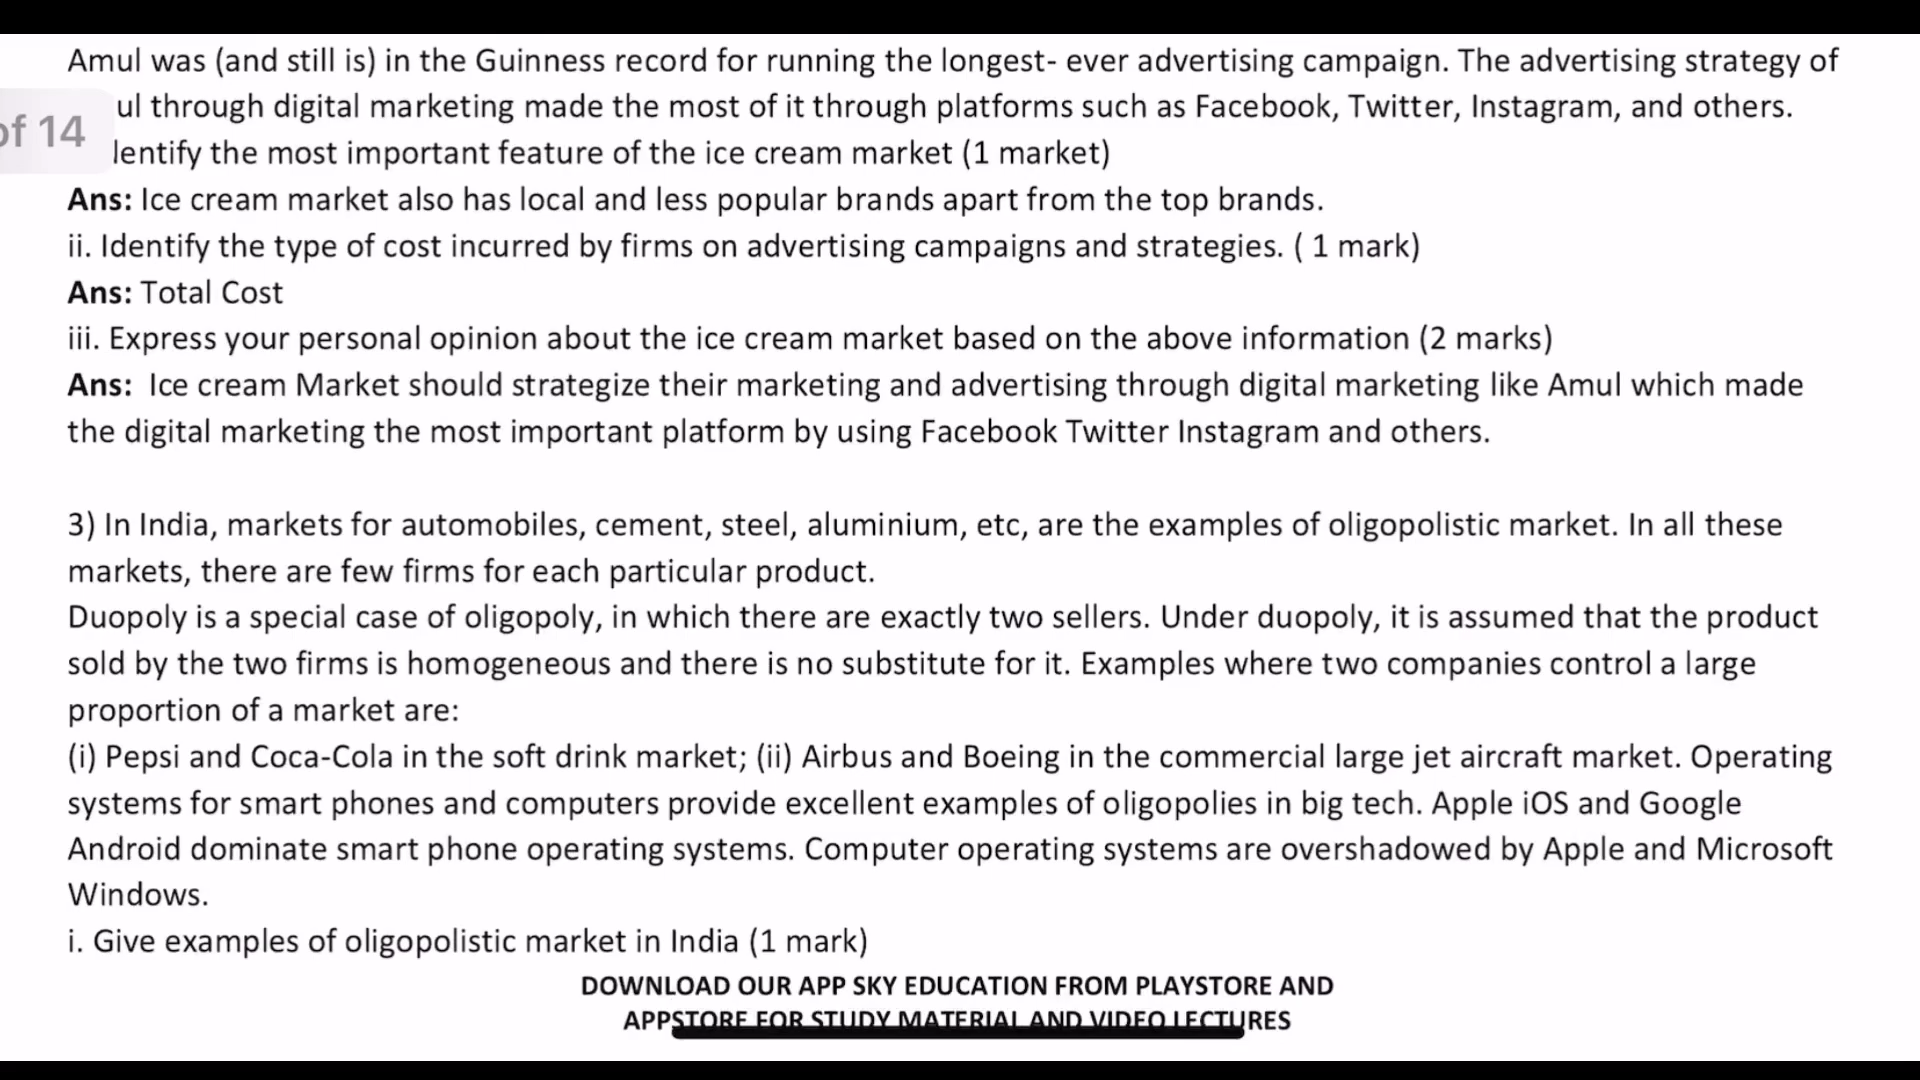 Amul was (and still is) in the Guinness record for running the longest- ever advertising campaign. The advertising strategy of
ul through digital marketing made the most of it through platforms such as Facebook, Twitter, Instagram, and others.
of 14
lentify the most important feature of the ice cream market (1 market)
Ans: Ice cream market also has local and less popular brands apart from the top brands.
ii. Identify the type of cost incurred by firms on advertising campaigns and strategies. ( 1 mark)
Ans: Total Cost
iii. Express your personal opinion about the ice cream market based on the above information (2 marks)
Ans: Ice cream Market should strategize their marketing and advertising through digital marketing like Amul which made
the digital marketing the most important platform by using Facebook Twitter Instagram and others.
3) In India, markets for automobiles, cement, steel, aluminium, etc, are the examples of oligopolistic market. In all these
markets, there are few firms for each particular product.
Duopoly is a special case of oligopoly, in which there are exactly two sellers. Under duopoly, it is assumed that the product
sold by the two firms is homogeneous and there is no substitute for it. Examples where two companies control a large
proportion of a market are:
(i) Pepsi and Coca-Cola in the soft drink market; (ii) Airbus and Boeing in the commercial large jet aircraft market. Operating
systems for smart phones and computers provide excellent examples of oligopolies in big tech. Apple iOS and Google
Android dominate smart phone operating systems. Computer operating systems are overshadowed by Apple and Microsoft
Windows.
i. Give examples of oligopolistic market in India (1 mark)
DOWNLOAD OUR APP SKY EDUCATION FROM PLAYSTORE AND
APPSTORE FOR STUDY MATERIAL AND VIDEO LECTURES